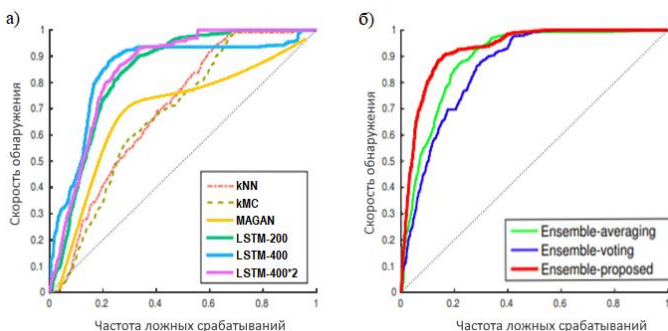 а)
Скорость обнаружения
1
0.9
0.8
0.7
0.6
0.5
0.4
0.3
0.2
0.1
0
0
0.2
0.4
0.6
0.8
1
kNN
kMC
MAGAN
LSTM-200
LSTM-400
LSTM-400*2
Частота ложных срабатываний
б)
Скорость обнаружения
1
0.9
0.8
0.7
0.6
0.5
0.4
0.3
0.2
0.1
0
0
0.2
0.4
0.6
0.8
1
Ensemble-averaging
Ensemble-voting
Ensemble-proposed
Частота ложных срабатываний